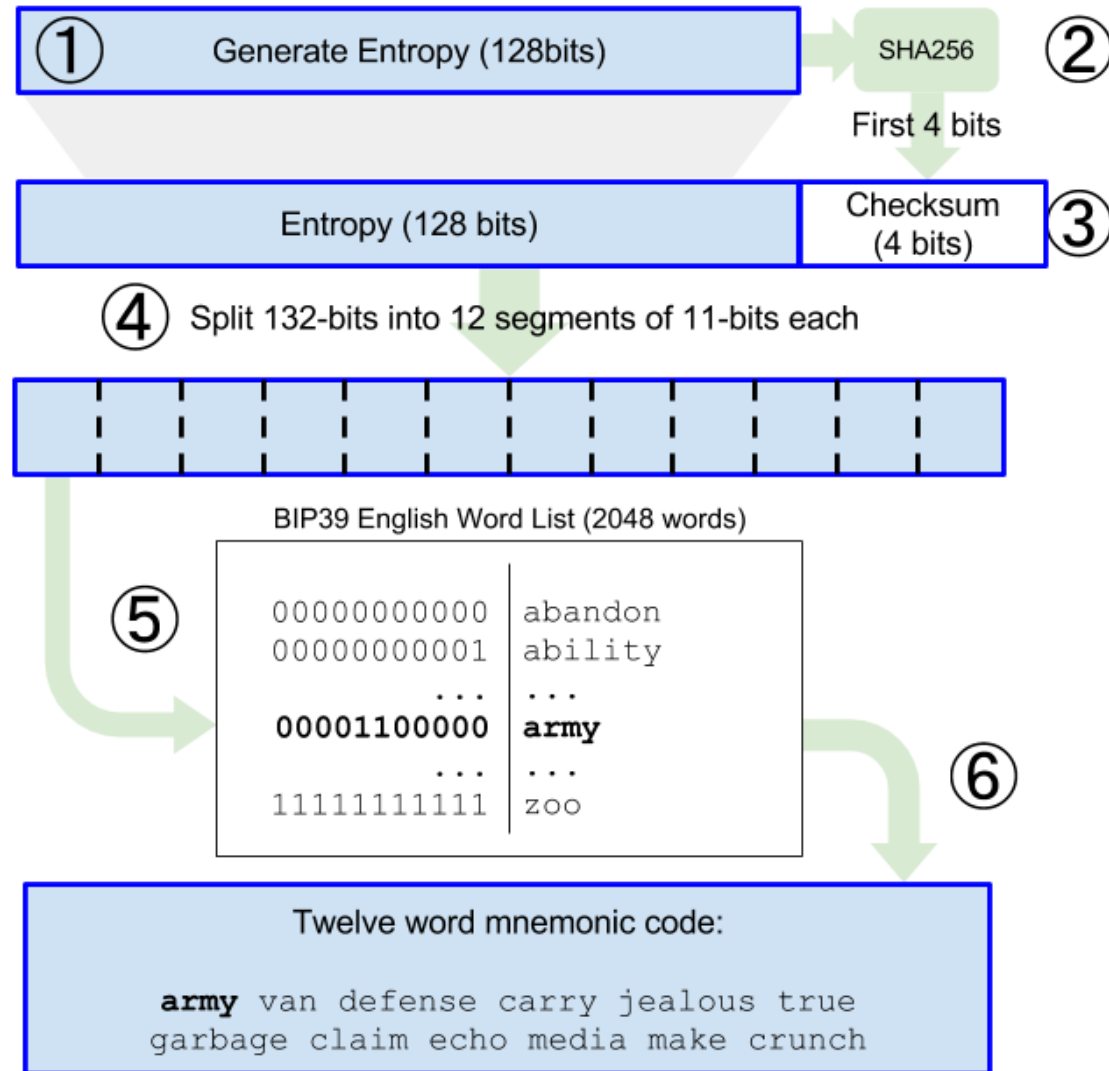 ① Generate Entropy (128bits) SHA256 ②
First 4 bits
Entropy (128 bits) Checksum
(4 bits) ③
④ Split 132-bits into 12 segments of 11-bits each
BIP39 English Word List (2048 words)
⑤
00000000000 abandon
00000000001 ability
... ...
00001100000 army
... ...
11111111111 zoo
⑥
Twelve word mnemonic code:
army van defense carry jealous true
garbage claim echo media make crunch